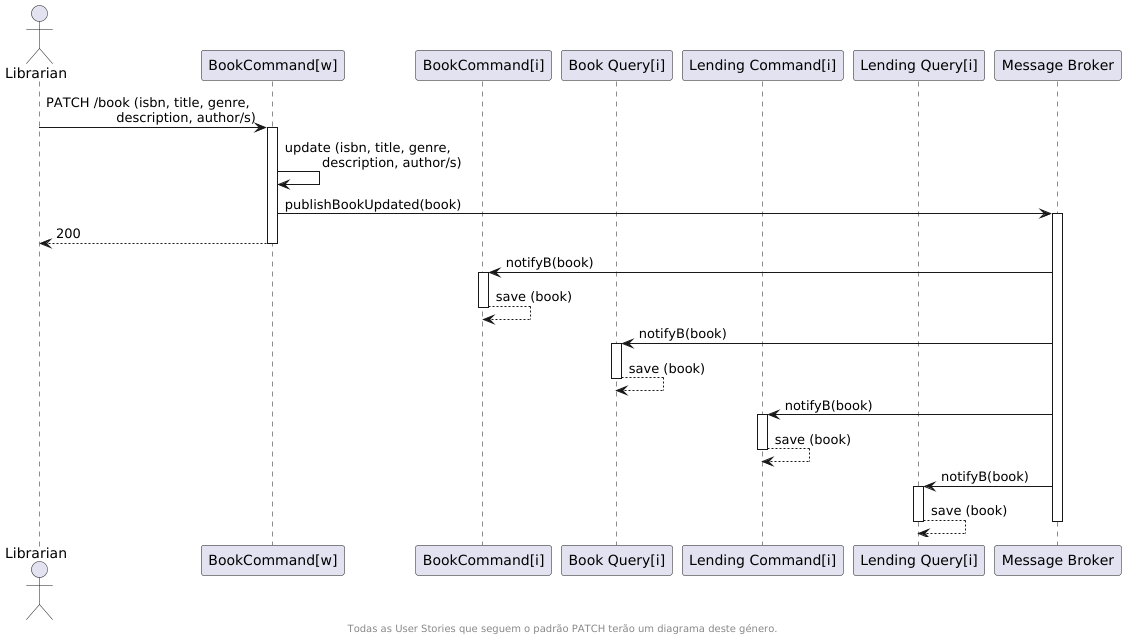 Librarian
BookCommand[w]
BookCommand[i]
Book Query[i]
Lending Command[i]
Lending Query[i]
Message Broker
PATCH /book (isbn, title, genre,
description, author/s)
update (isbn, title, genre,
description, author/s)
publishBookUpdated(book)
200
notifyB(book)
save (book)
notifyB(book)
save (book)
notifyB(book)
save (book)
notifyB(book)
save (book)
Librarian
BookCommand[w]
BookCommand[i]
Book Query[i]
Lending Command[i]
Lending Query[i]
Message Broker
Todas as User Stories que seguem o padrão PATCH terão um diagrama deste género.